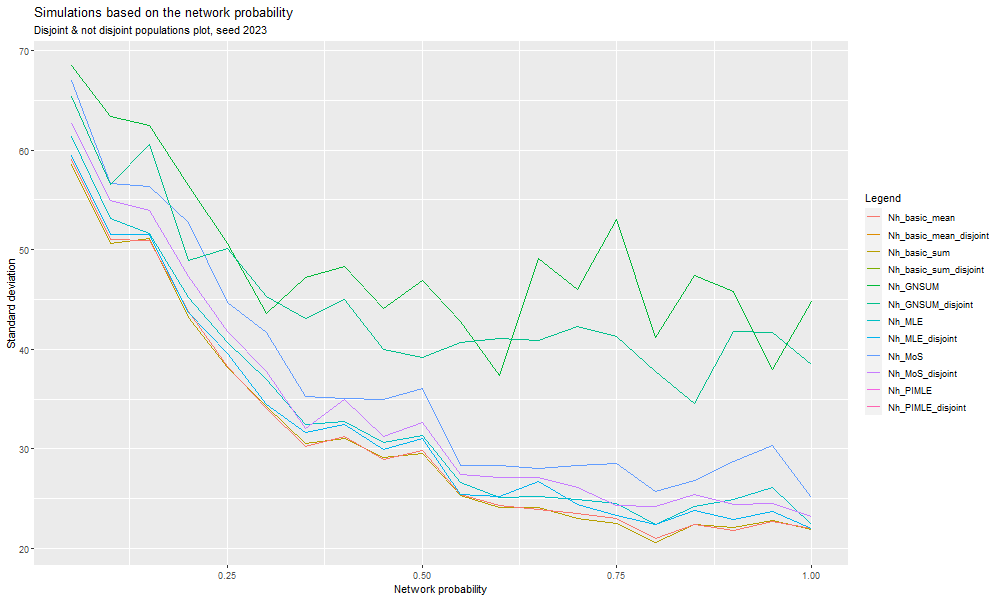 Simulations based on the network probability
Disjoint & not disjoint populations plot, seed 2023
70
60
50
40
30
20
Standard deviation
0.25
0.50
0.75
1.00
Network probability
Legend
Nh_basic_mean
Nh_basic_mean_disjoint
Nh_basic_sum
Nh_basic_sum_disjoint
Nh_GNSUM
Nh_GNSUM_disjoint
Nh_MLE
Nh_MLE_disjoint
Nh_MoS
Nh_MoS_disjoint
Nh_PIMLE
Nh_PIMLE_disjoint